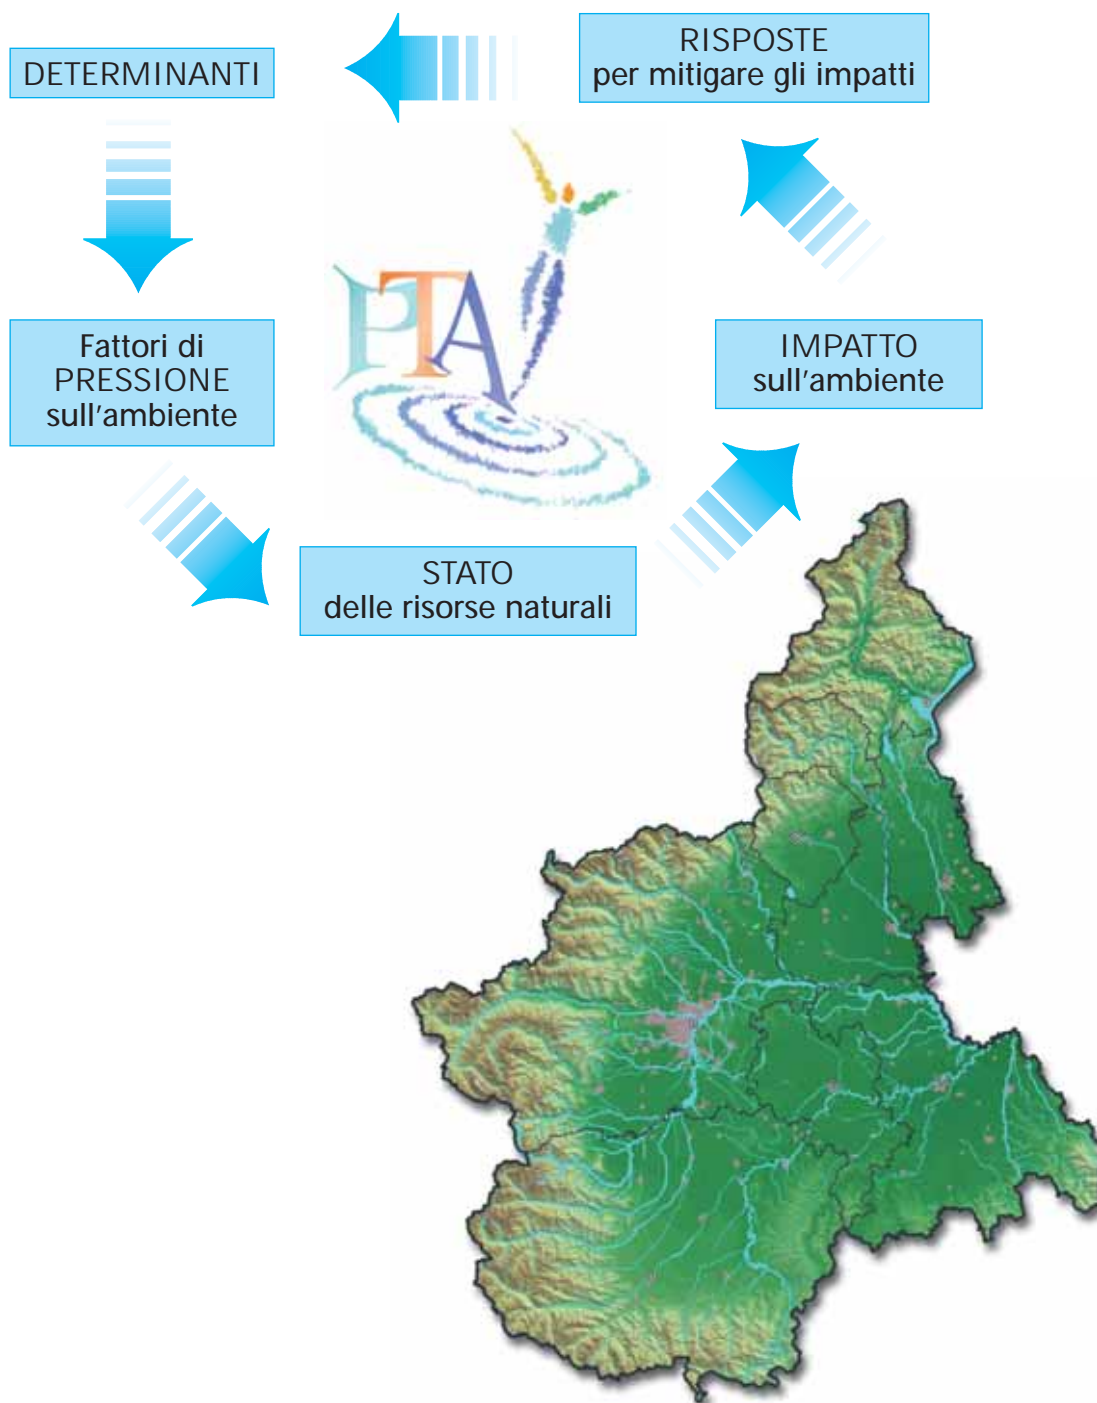 DETERMINANTI
RISPOSTE
per mitigare gli impatti
PTA
Fattori di
PRESSIONE
sull'ambiente
IMPATTO
sull'ambiente
STATO
delle risorse naturali